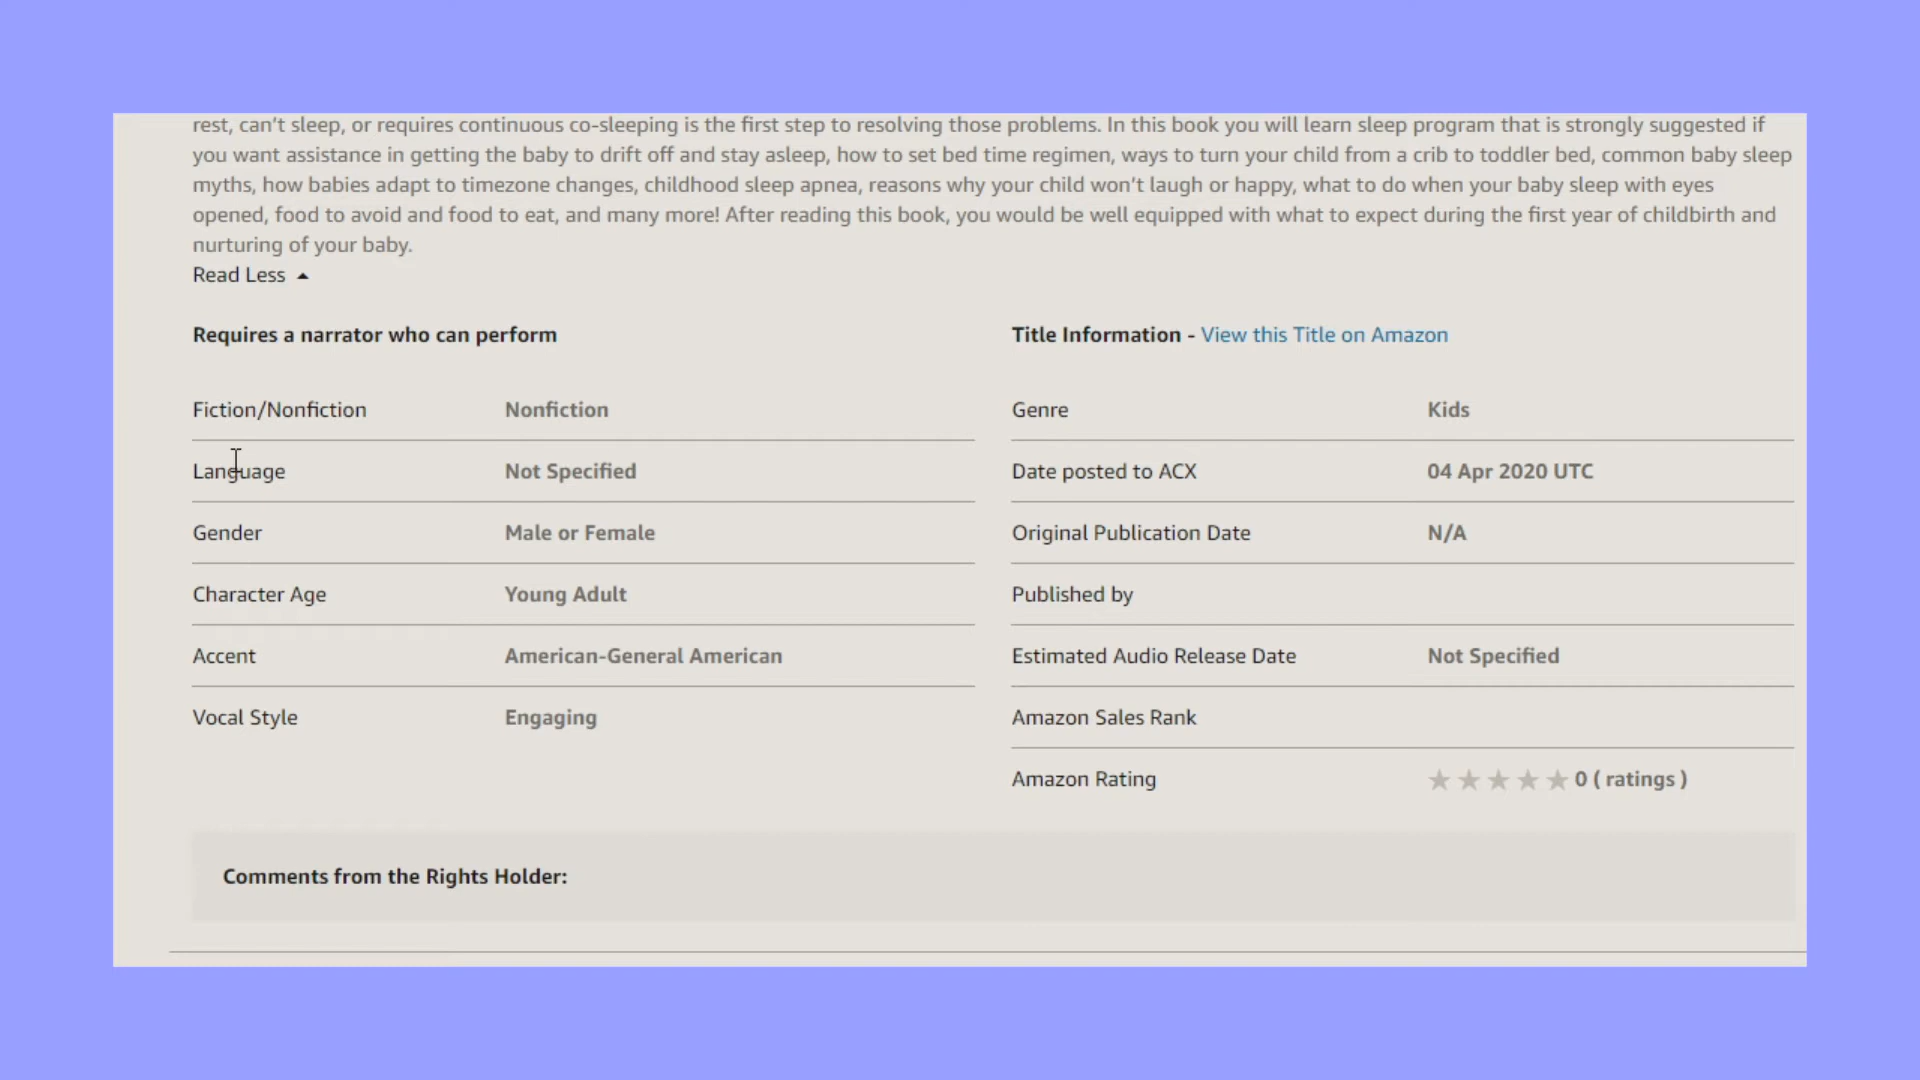 rest, can't sleep, or requires continuous co-sleeping is the first step to resolving those problems. In this book you will learn sleep program that is strongly suggested if
you want assistance in getting the baby to drift off and stay asleep, how to set bed time regimen, ways to turn your child from a crib to toddler bed, common baby sleep
myths, how babies adapt to timezone changes, childhood sleep apnea, reasons why your child won't laugh or happy, what to do when your baby sleep with eyes
opened, food to avoid and food to eat, and many more! After reading this book, you would be well equipped with what to expect during the first year of childbirth and
nurturing of your baby.
Read Less
Requires a narrator who can perform
Fiction/Nonfiction Nonfiction
Language Not Specified
Gender Male or Female
Character Age Young Adult
Accent American-General American
Vocal Style Engaging
Title Information - View this Title on Amazon
Genre Kids
Date posted to ACX 04 Apr 2020 UTC
Original Publication Date N/A
Published by
Estimated Audio Release Date Not Specified
Amazon Sales Rank
Amazon Rating 0 ( ratings )
Comments from the Rights Holder: